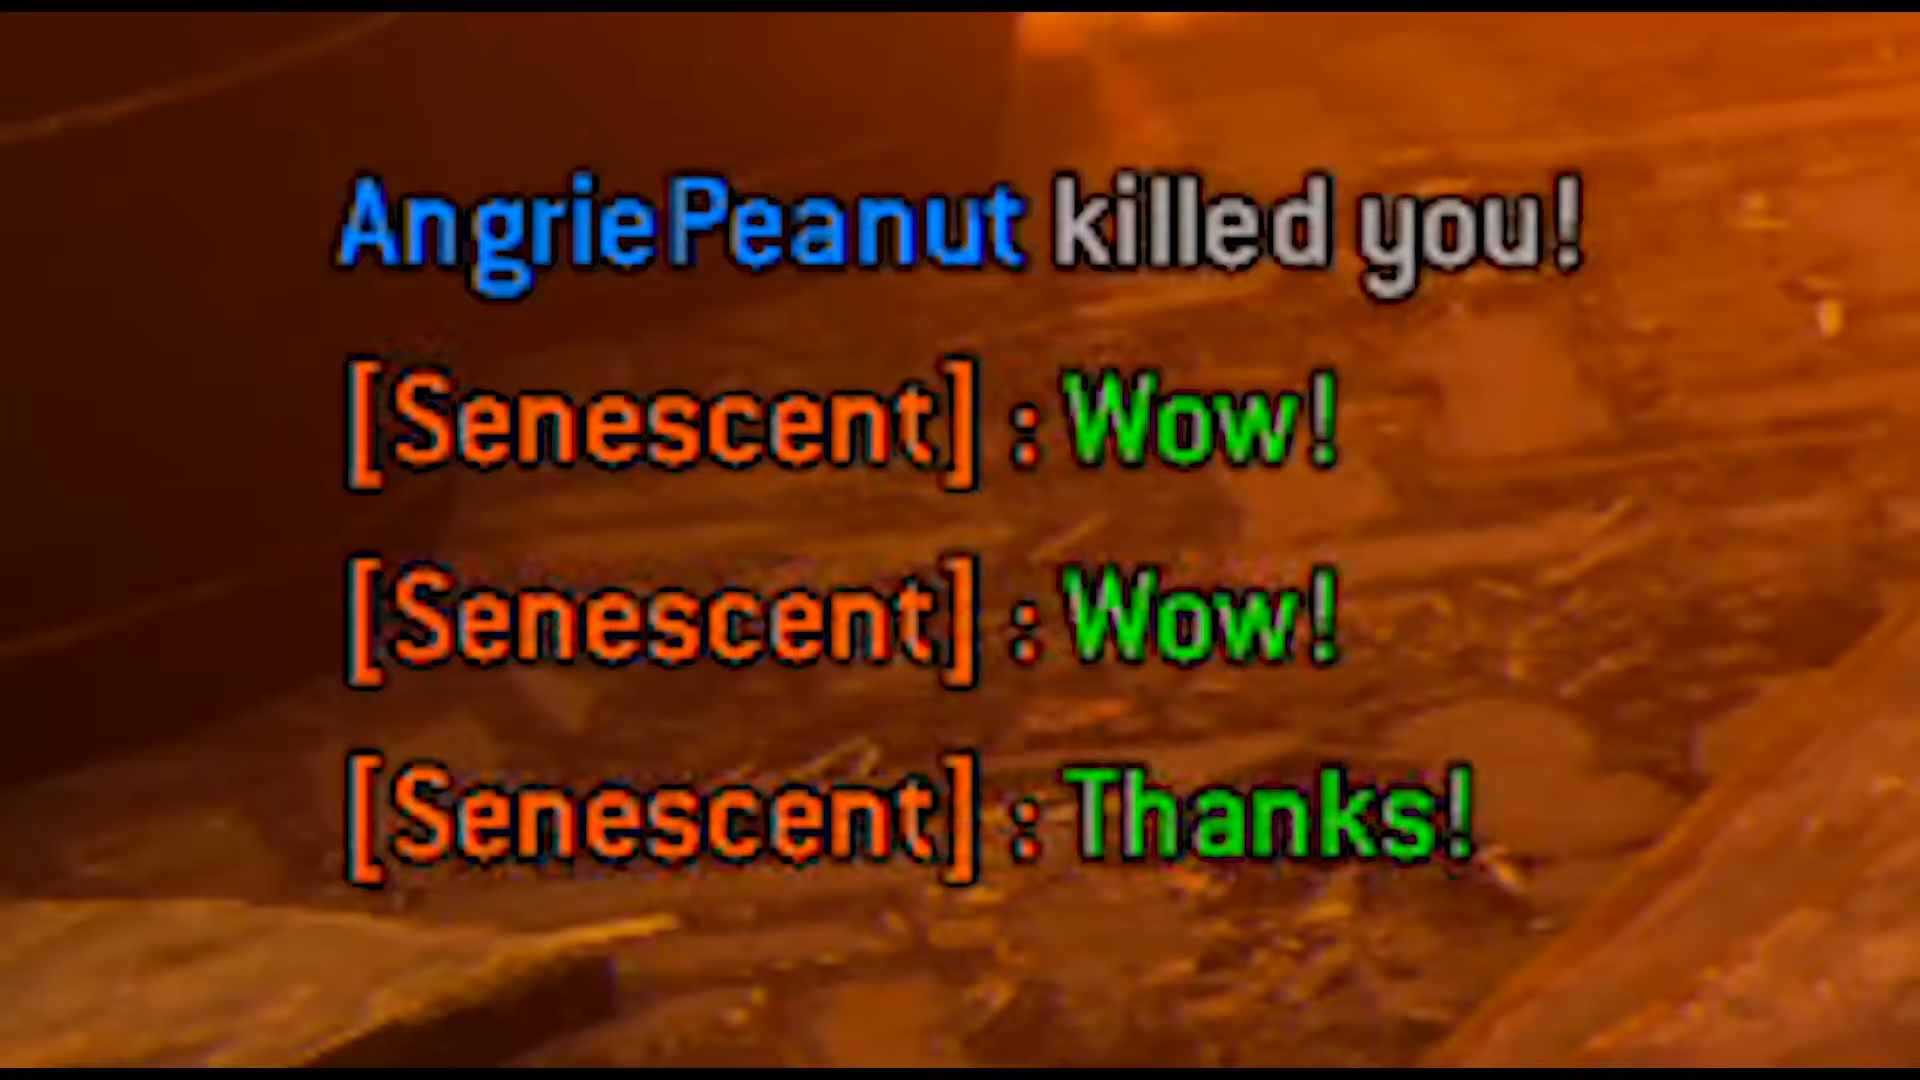 AngriePeanut killed you!
[Senescent] : Wow!
[Senescent] : Wow!
[Senescent] : Thanks!